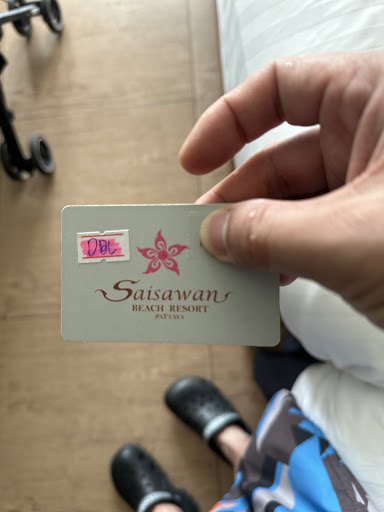 DBL
Saisawan
BEACH RESORT
PATTAYA